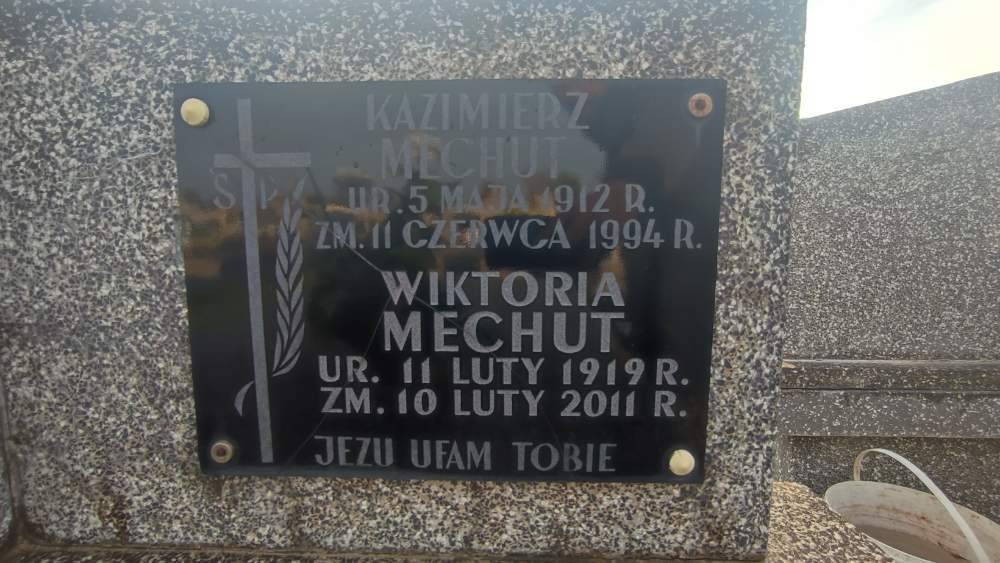 Ś P
KAZIMIERZ
MECHUT
UR. 5 MAJA 1912 R.
ZM. 11 CZERWCA 1994 R.
WIKTORIA
MECHUT
UR. 11 LUTY 1919 R.
ZM. 10 LUTY 2011 R.
JEZU UFAM TOBIE